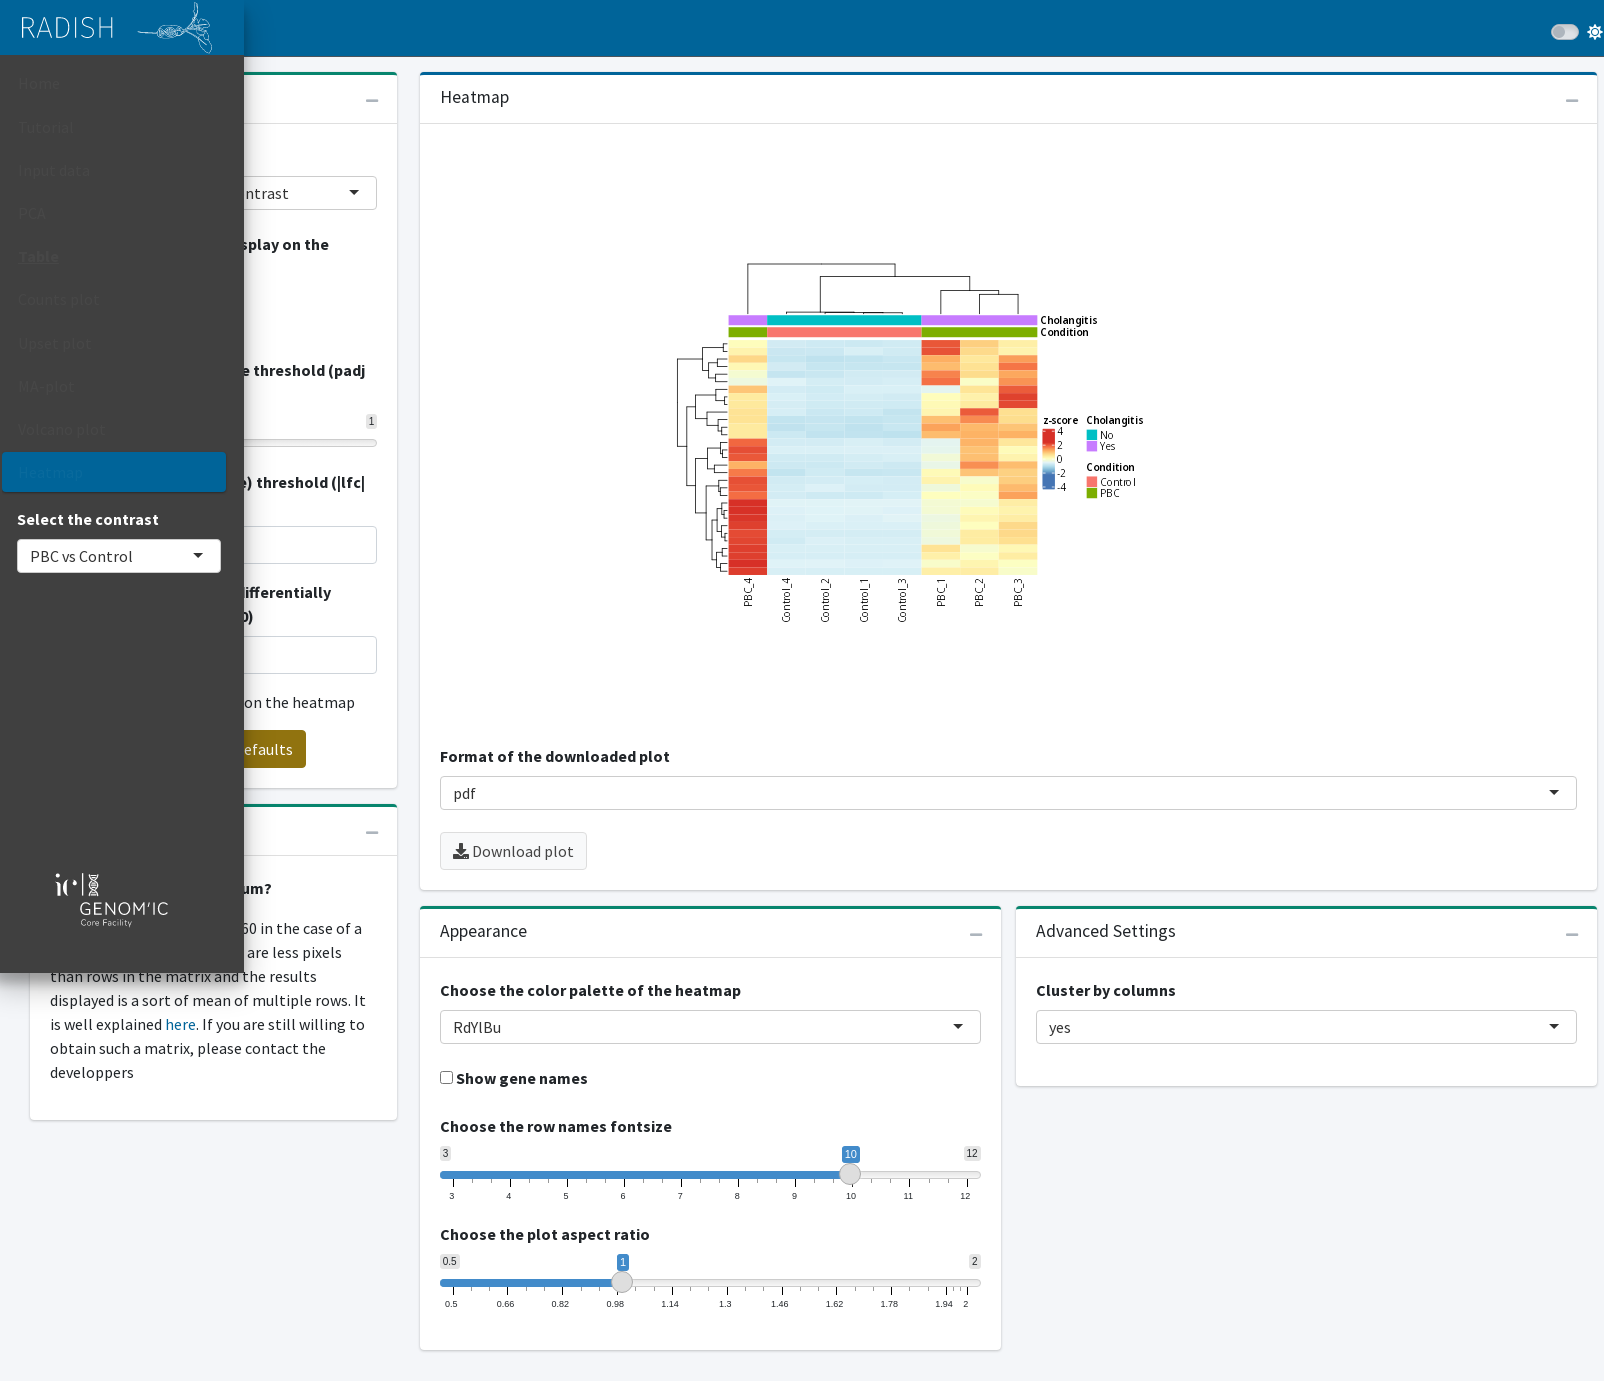 RADISH
Home
Tutorial
Input data
PCA
Table
Counts plot
Upset plot
MA-plot
Volcano plot
Heatmap
Select the contrast
PBC vs Control
ic
GENOM'IC
Core Facility
ntrast
splay on the
e threshold (padj
1
e) threshold (|lfc|
differentially
0)
on the heatmap
efaults
um?
60 in the case of a
are less pixels
than rows in the matrix and the results
displayed is a sort of mean of multiple rows. It
is well explained here. If you are still willing to
obtain such a matrix, please contact the
developpers
Heatmap
Cholangitis
Condition
z-score
4
2
0
-2
-4
Cholangitis
No
Yes
Condition
Control
PBC
PBC_4
Control_4
Control_2
Control_1
Control_3
PBC_1
PBC_2
PBC_3
Format of the downloaded plot
pdf
Download plot
Appearance
Choose the color palette of the heatmap
RdYlBu
Show gene names
Choose the row names fontsize
3 10 12
3 4 5 6 7 8 9 10 11 12
Choose the plot aspect ratio
0.5 1 2
0.5 0.66 0.82 0.98 1.14 1.3 1.46 1.62 1.78 1.94 2
Advanced Settings
Cluster by columns
yes